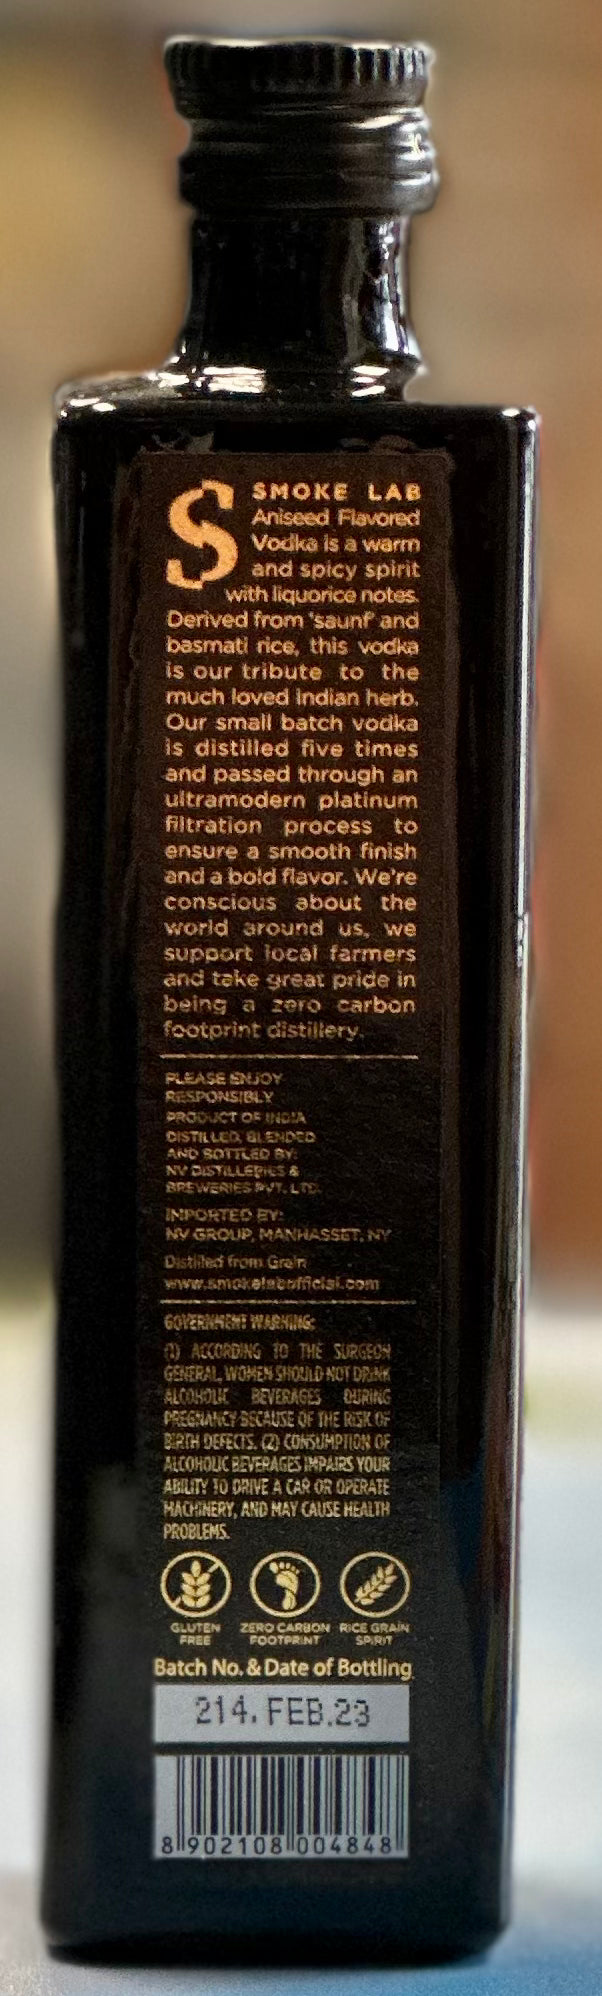 S
SMOKE LAB
Aniseed Flavored
Vodka is a warm
and spicy spirit
with liquorice notes.
Derived from 'saunf' and
basmati rice, this vodka
is our tribute to the
much loved Indian herb.
Our small batch vodka
is distilled five times
and passed through an
ultramodern platinum
filtration process to
ensure a smooth finish
and a bold flavor. We're
conscious about the
world around us, we
support local farmers
and take great pride in
being a zero carbon
footprint distillery.
PLEASE ENJOY
RESPONSIBLY
PRODUCT OF INDIA
DISTILLED, BLENDED
AND BOTTLED BY:
NV DISTILLERIES &
BREWERIES PVT. LTD.
IMPORTED BY:
NV GROUP, MANHASSET, NY
Distilled from Grain
www.smokelabofficial.com
GOVERNMENT WARNING:
(1) ACCORDING TO THE SURGEON
GENERAL, WOMEN SHOULD NOT DRINK
ALCOHOLIC BEVERAGES DURING
PREGNANCY BECAUSE OF THE RISK OF
BIRTH DEFECTS. (2) CONSUMPTION OF
ALCOHOLIC BEVERAGES IMPAIRS YOUR
ABILITY TO DRIVE A CAR OR OPERATE
MACHINERY, AND MAY CAUSE HEALTH
PROBLEMS.
GLUTEN
FREE
ZERO CARBON
FOOTPRINT
RICE GRAIN
SPIRIT
Batch No. & Date of Bottling
214. FEB.23
8 902108 004848